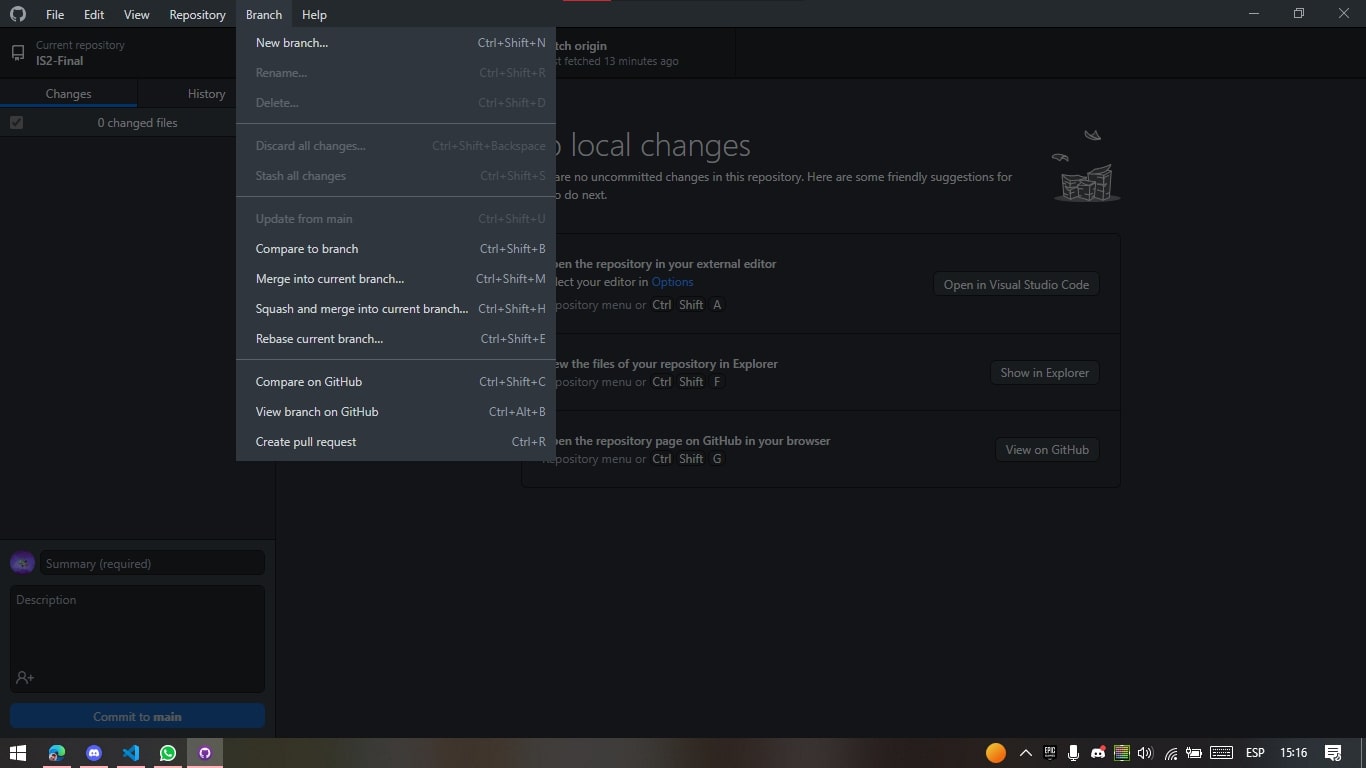 File Edit View Repository Branch Help
Current repository
IS2-Final
tch origin
t fetched 13 minutes ago
Changes History
0 changed files
New branch... Ctrl+Shift+N
Rename... Ctrl+Shift+R
Delete... Ctrl+Shift+D
Discard all changes... Ctrl+Shift+Backspace
Stash all changes Ctrl+Shift+S
Update from main Ctrl+Shift+U
Compare to branch Ctrl+Shift+B
Merge into current branch... Ctrl+Shift+M
Squash and merge into current branch... Ctrl+Shift+H
Rebase current branch... Ctrl+Shift+E
Compare on GitHub Ctrl+Shift+C
View branch on GitHub Ctrl+Alt+B
Create pull request Ctrl+R
local changes
are no uncommitted changes in this repository. Here are some friendly suggestions for
o do next.
pen the repository in your external editor
lect your editor in Options
pository menu or Ctrl Shift A
Open in Visual Studio Code
ew the files of your repository in Explorer
pository menu or Ctrl Shift F
Show in Explorer
pen the repository page on GitHub in your browser
Repository menu or Ctrl Shift G
View on GitHub
Summary (required)
Description
Commit to main
EPIC
ESP 15:16